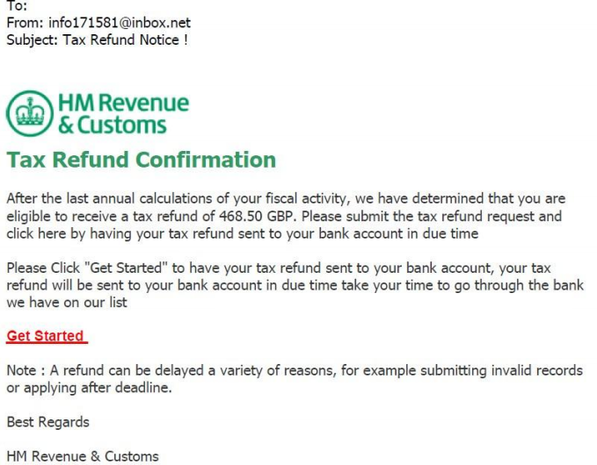 To:
From: info171581@inbox.net
Subject: Tax Refund Notice !
HM Revenue
& Customs
Tax Refund Confirmation
After the last annual calculations of your fiscal activity, we have determined that you are
eligible to receive a tax refund of 468.50 GBP. Please submit the tax refund request and
click here by having your tax refund sent to your bank account in due time
Please Click "Get Started" to have your tax refund sent to your bank account, your tax
refund will be sent to your bank account in due time take your time to go through the bank
we have on our list
Get Started
Note : A refund can be delayed a variety of reasons, for example submitting invalid records
or applying after deadline.
Best Regards
HM Revenue & Customs